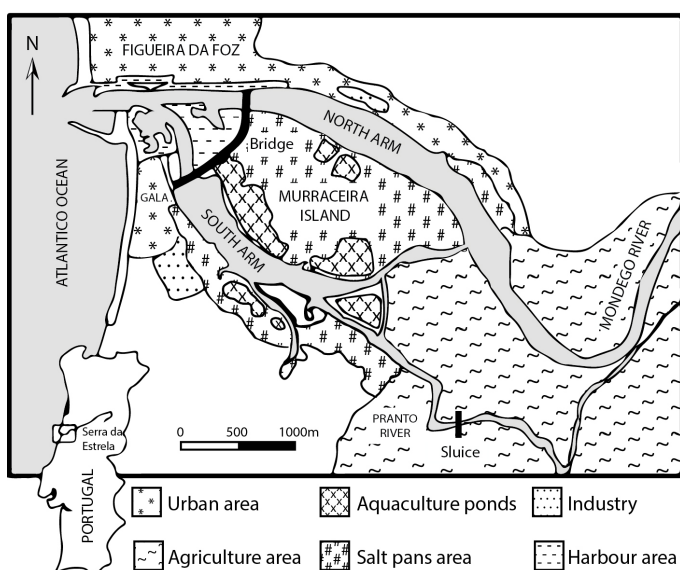 FIGUEIRA DA FOZ
N
NORTH ARM
Bridge
MURRACEIRA
ISLAND
GALA
SOUTH ARM
ATLANTICO OCEAN
MONDEGO RIVER
PRANTO
RIVER
Sluice
0 500 1000m
Serra da
Estrela
PORTUGAL
Urban area
Aquaculture ponds
Industry
Agriculture area
Salt pans area
Harbour area